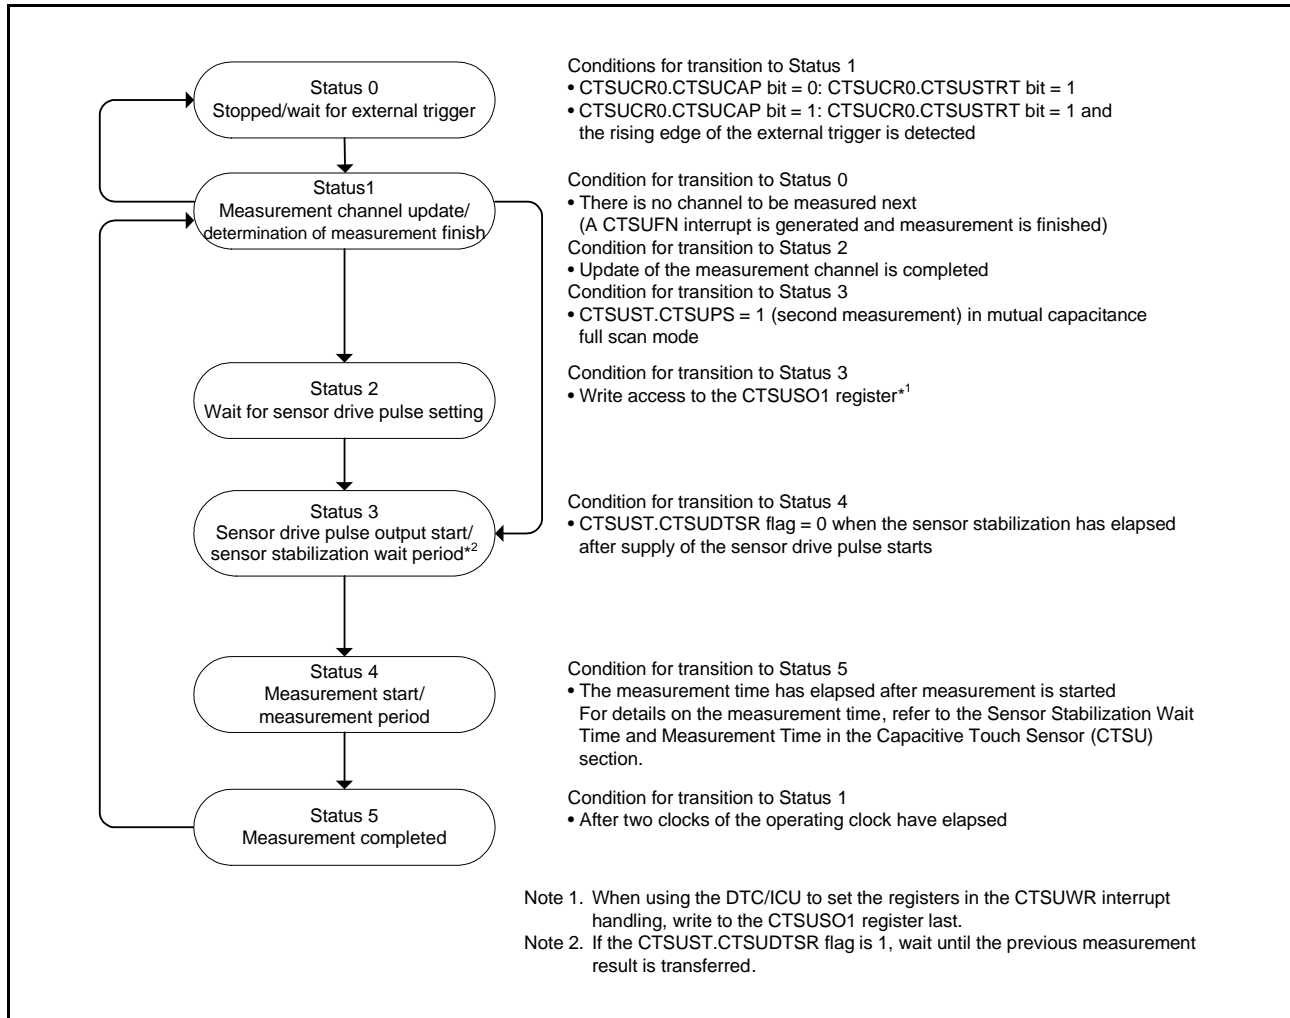 Status 0
Stopped/wait for external trigger
Conditions for transition to Status 1
• CTSUCR0.CTSUCAP bit = 0: CTSUCR0.CTSUSTRT bit = 1
• CTSUCR0.CTSUCAP bit = 1: CTSUCR0.CTSUSTRT bit = 1 and
the rising edge of the external trigger is detected
Status1
Measurement channel update/
determination of measurement finish
Condition for transition to Status 0
• There is no channel to be measured next
(A CTSUFN interrupt is generated and measurement is finished)
Condition for transition to Status 2
• Update of the measurement channel is completed
Condition for transition to Status 3
• CTSUST.CTSUPS = 1 (second measurement) in mutual capacitance
full scan mode
Status 2
Wait for sensor drive pulse setting
Condition for transition to Status 3
• Write access to the CTSUSO1 register*1
Status 3
Sensor drive pulse output start/
sensor stabilization wait period*2
Condition for transition to Status 4
• CTSUST.CTSUDTSR flag = 0 when the sensor stabilization has elapsed
after supply of the sensor drive pulse starts
Status 4
Measurement start/
measurement period
Condition for transition to Status 5
• The measurement time has elapsed after measurement is started
For details on the measurement time, refer to the Sensor Stabilization Wait
Time and Measurement Time in the Capacitive Touch Sensor (CTSU)
section.
Status 5
Measurement completed
Condition for transition to Status 1
• After two clocks of the operating clock have elapsed
Note 1. When using the DTC/ICU to set the registers in the CTSUWR interrupt
handling, write to the CTSUSO1 register last.
Note 2. If the CTSUST.CTSUDTSR flag is 1, wait until the previous measurement
result is transferred.